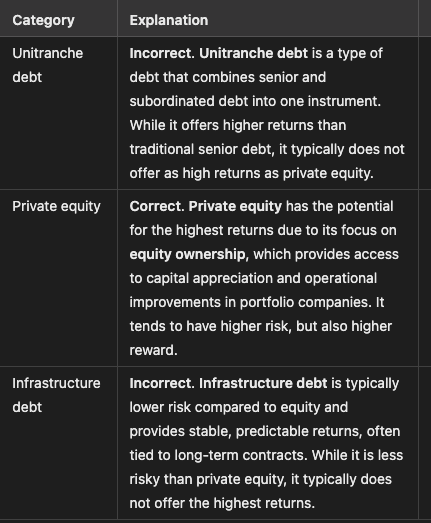 Category Explanation
Unitranche Incorrect. Unitranche debt is a type of
debt debt that combines senior and
subordinated debt into one instrument.
While it offers higher returns than
traditional senior debt, it typically does not
offer as high returns as private equity.
Private equity Correct. Private equity has the potential
for the highest returns due to its focus on
equity ownership, which provides access
to capital appreciation and operational
improvements in portfolio companies. It
tends to have higher risk, but also higher
reward.
Infrastructure Incorrect. Infrastructure debt is typically
debt lower risk compared to equity and
provides stable, predictable returns, often
tied to long-term contracts. While it is less
risky than private equity, it typically does
not offer the highest returns.